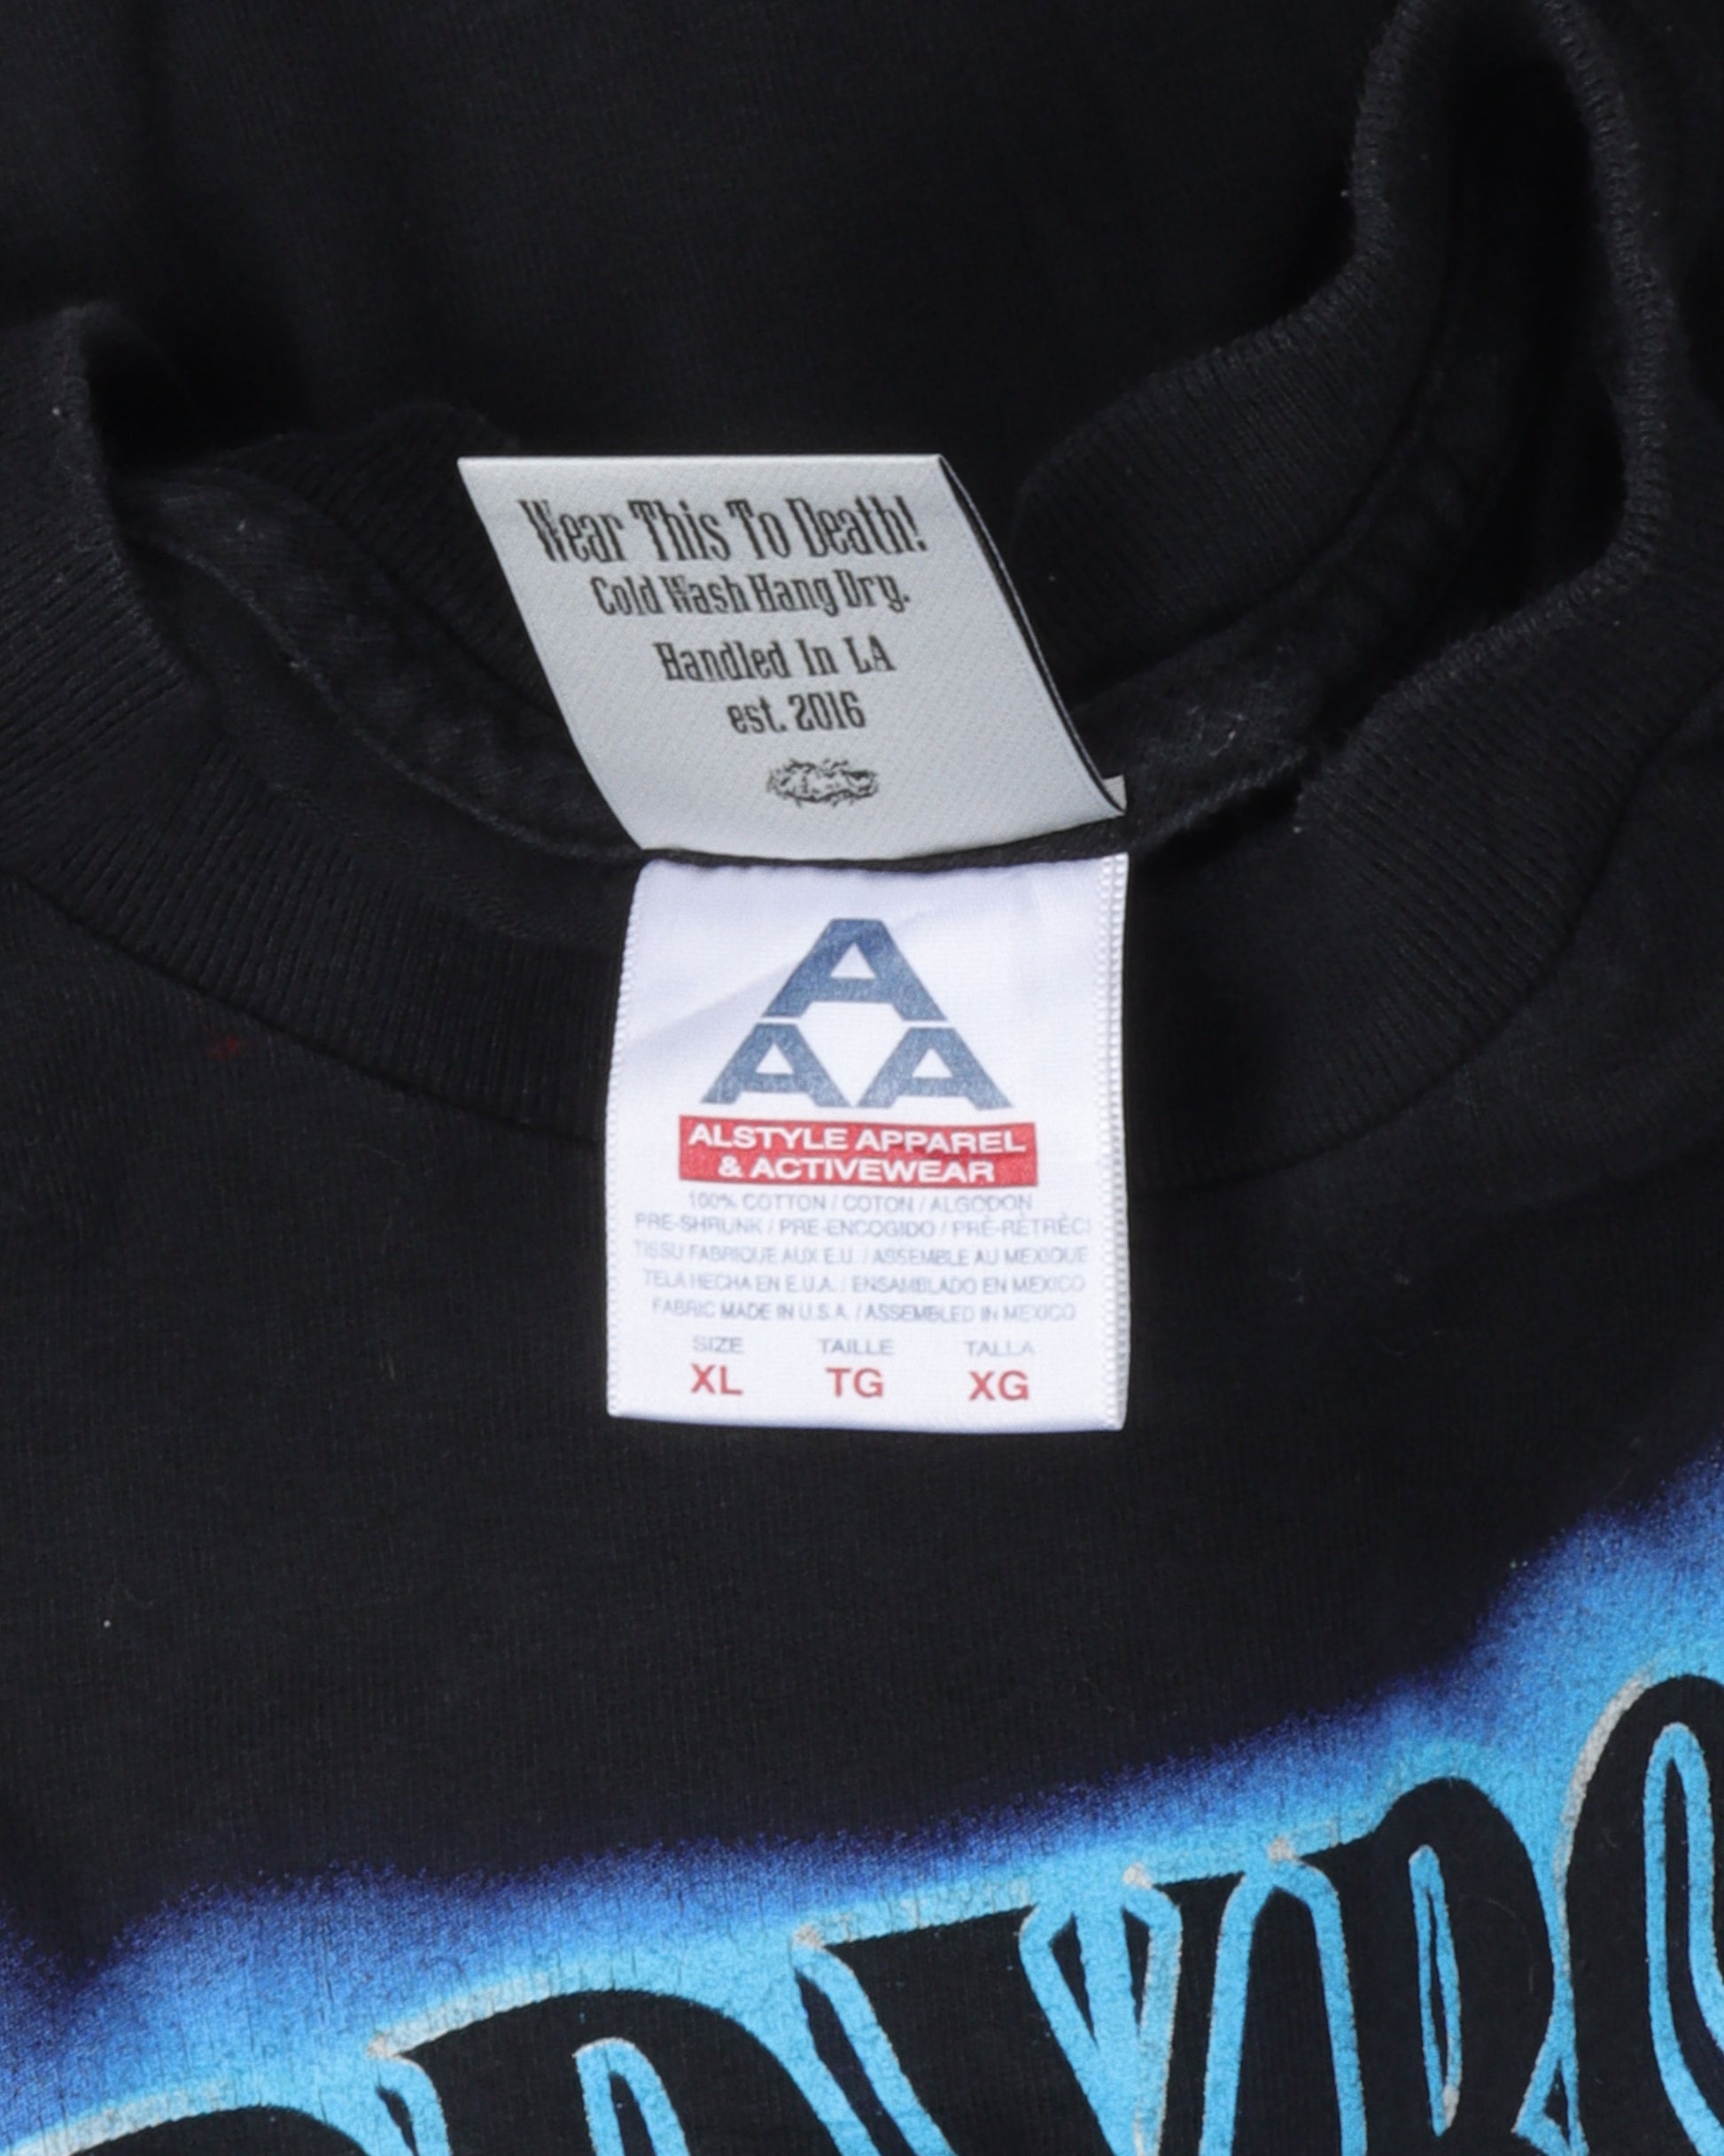 Wear This To Death!
Cold Wash Hang Dry.
Handled In LA
est. 2016
A
A A
ALSTYLE APPAREL
& ACTIVEWEAR
100% COTTON / COTON / ALGODON
PRE-SHRUNK / PRE-ENCOGIDO / PRÉ-RÉTRÉCI
TISSU FABRIQUE AUX E.U. / ASSEMBLE AU MEXIQUE
TELA HECHA EN E.U.A. / ENSAMBLADO EN MEXICO
FABRIC MADE IN U.S.A. / ASSEMBLED IN MEXICO
SIZE TAILLE TALLA
XL TG XG